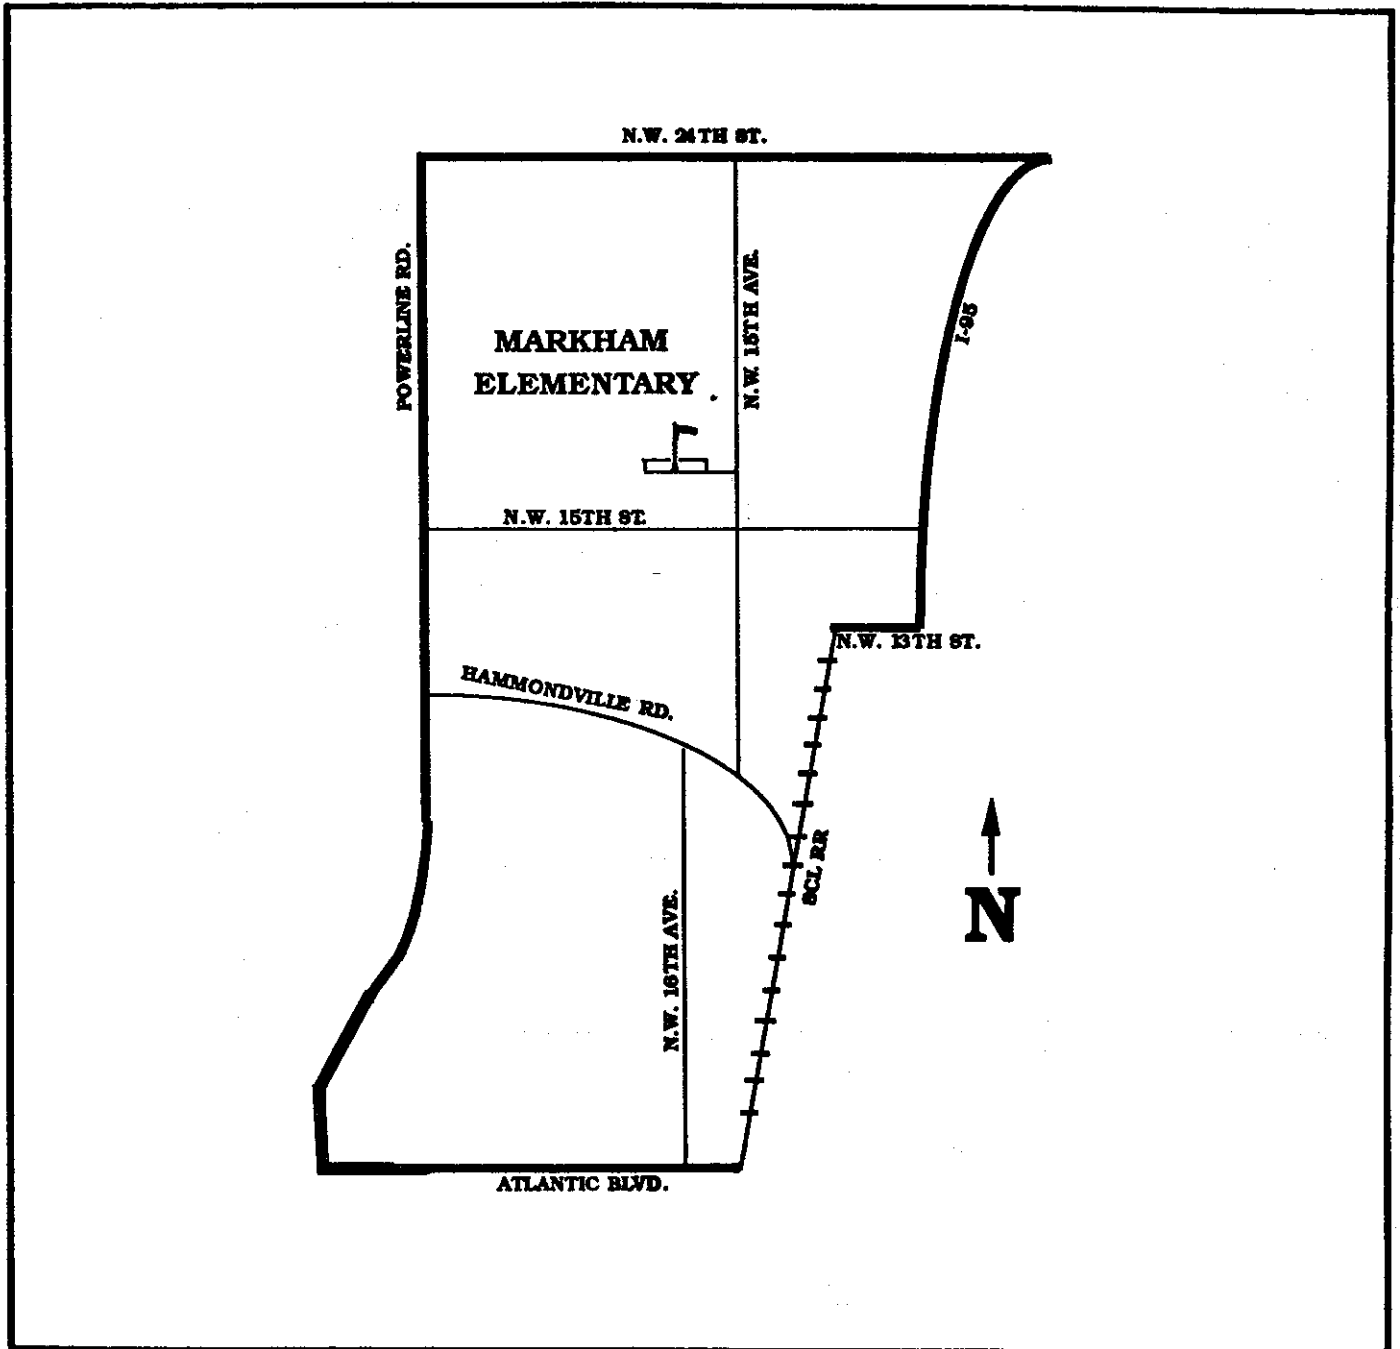 N.W. 24TH ST.
POWERLINE RD.
N.W. 15TH AVE.
I-95
MARKHAM
ELEMENTARY
N.W. 15TH ST.
N.W. 13TH ST.
HAMMONDVILLE RD.
SCL RR
N
N.W. 16TH AVE.
ATLANTIC BLVD.